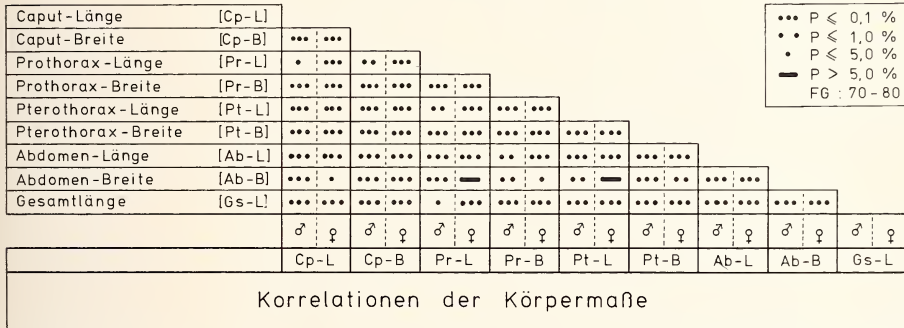 Caput-Länge [Cp-L]
Caput-Breite [Cp-B] ••• •••
Prothorax-Länge [Pr-L] • ••• •• •••
Prothorax-Breite [Pr-B] ••• ••• ••• ••• ••• •••
Pterothorax-Länge [Pt-L] ••• ••• ••• ••• •• ••• ••• •••
Pterothorax-Breite [Pt-B] ••• ••• ••• ••• ••• ••• ••• ••• ••• •••
Abdomen-Länge [Ab-L] ••• ••• ••• ••• ••• ••• •• ••• ••• ••• ••• •••
Abdomen-Breite [Ab-B] ••• • ••• ••• ••• — •• • •• — ••• •• ••• •••
Gesamtlänge [Gs-L] ••• ••• ••• ••• • ••• ••• ••• ••• ••• ••• ••• ••• ••• ••• •••
••• P ≤ 0,1 %
•• P ≤ 1,0 %
• P ≤ 5,0 %
— P > 5,0 %
FG : 70-80
♂ ♀ ♂ ♀ ♂ ♀ ♂ ♀ ♂ ♀ ♂ ♀ ♂ ♀ ♂ ♀ ♂ ♀
Cp-L Cp-B Pr-L Pr-B Pt-L Pt-B Ab-L Ab-B Gs-L
Korrelationen der Körpermaße